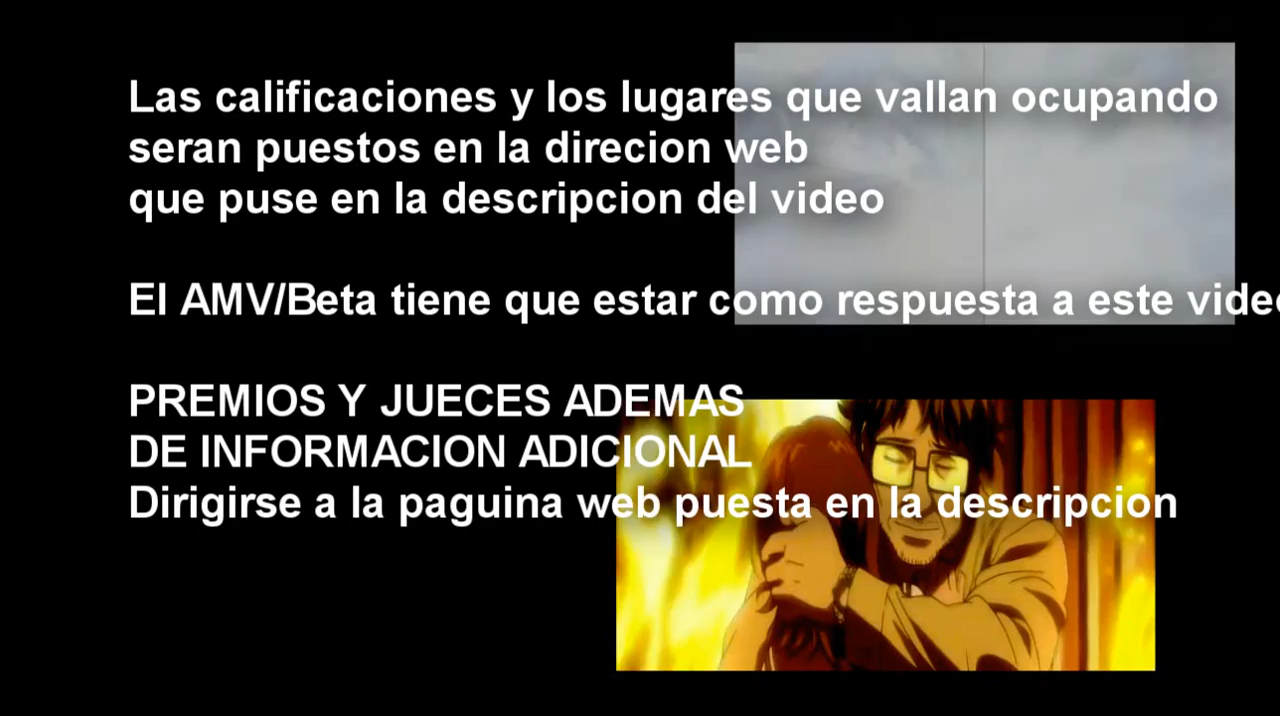 Las calificaciones y los lugares que vallan ocupando
seran puestos en la direcion web
que puse en la descripcion del video
El AMV/Beta tiene que estar como respuesta a este video
PREMIOS Y JUECES ADEMAS
DE INFORMACION ADICIONAL
Dirigirse a la paguina web puesta en la descripcion